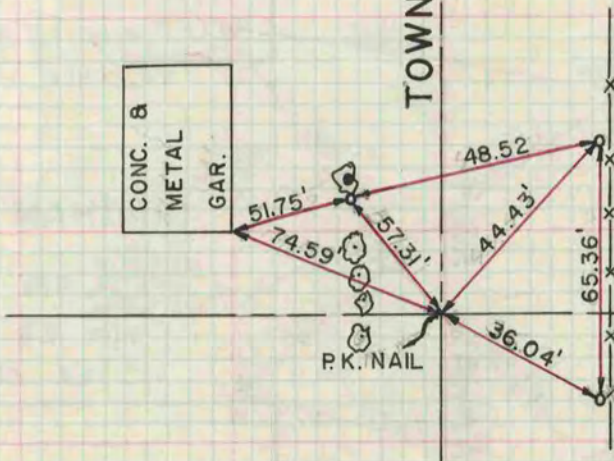 TOWN
CONC. &
METAL
GAR.
48.52
51.75'
74.59'
57.31'
44.43'
65.36'
36.04'
P.K. NAIL